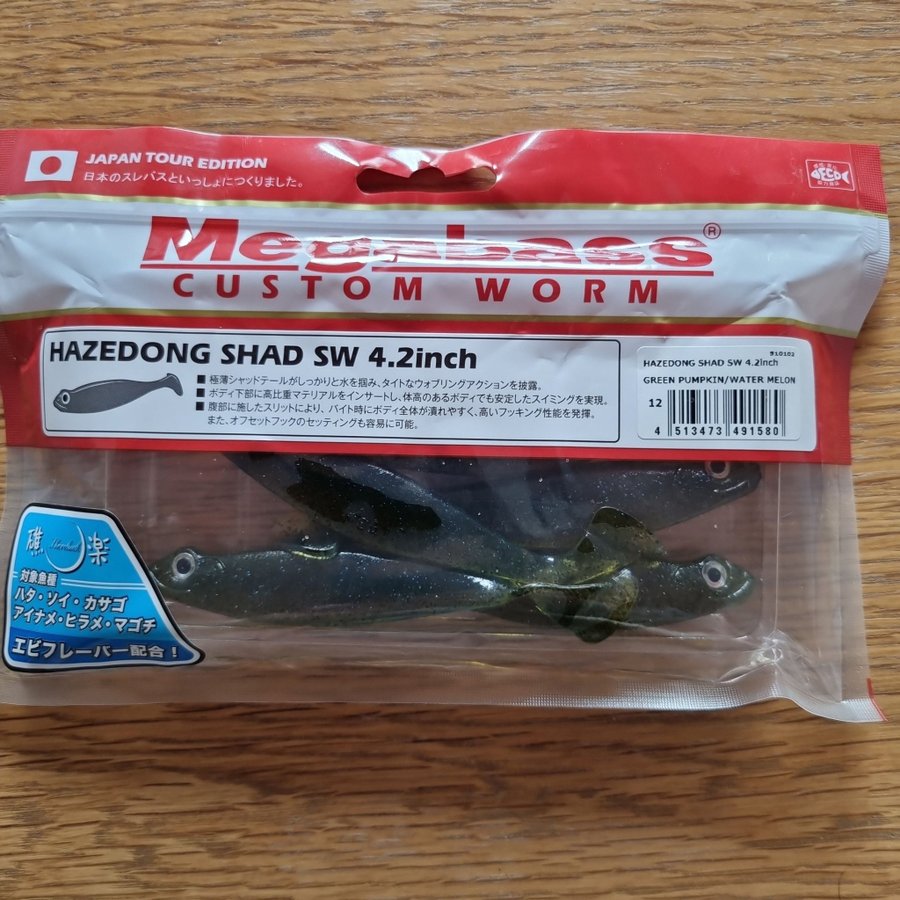 JAPAN TOUR EDITION
日本のスレバスといっしょにつくりました。
ECO
Megabass®
CUSTOM WORM
HAZEDONG SHAD SW 4.2inch
■ 極薄シャッドテールがしっかりと水を掴み、タイトなウォブリングアクションを披露。
■ ボディ下部に高比重マテリアルをインサートし、体高のあるボディでも安定したスイミングを実現。
■ 腹部に施したスリットにより、バイト時にボディ全体が潰れやすく、高いフッキング性能を発揮。
また、オフセットフックのセッティングも容易に可能。
910102
HAZEDONG SHAD SW 4.2inch
GREEN PUMPKIN/WATER MELON
12
4 513473 491580
礁楽
対象魚種
ハタ・ソイ・カサゴ
アイナメ・ヒラメ・マゴチ
エビフレーバー配合!